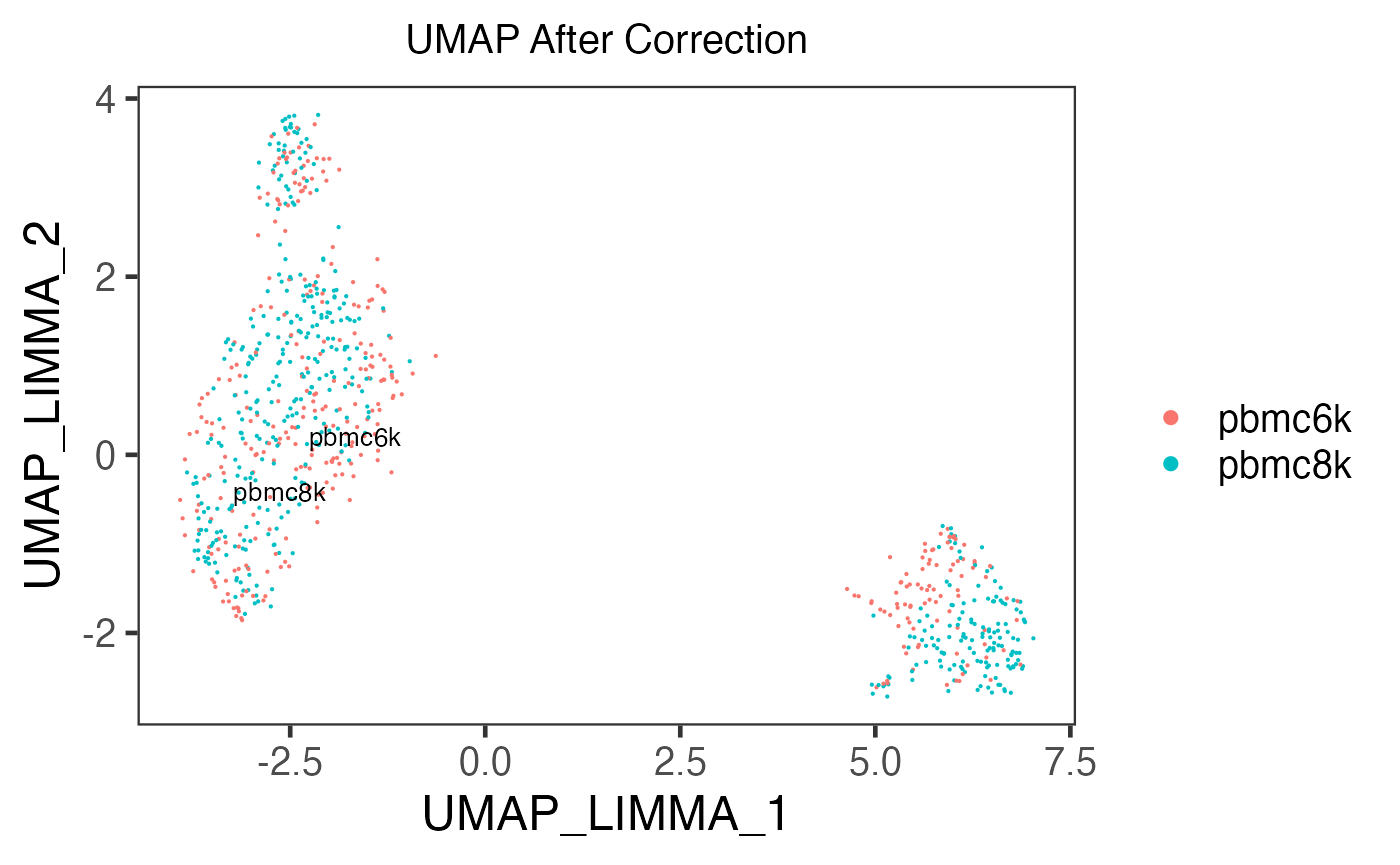 UMAP After Correction
UMAP_LIMMA_2
4
2
0
-2
pbmc6k
pbmc8k
-2.5
0.0
2.5
5.0
7.5
UMAP_LIMMA_1
pbmc6k
pbmc8k